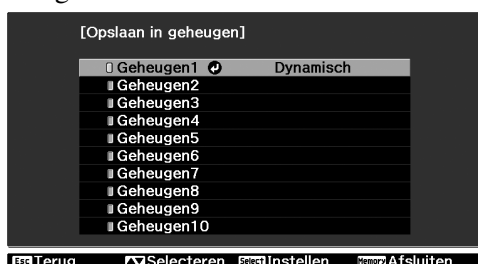 [Opslaan in geheugen]
Geheugen1 Dynamisch
Geheugen2
Geheugen3
Geheugen4
Geheugen5
Geheugen6
Geheugen7
Geheugen8
Geheugen9
Geheugen10
Esc Terug Selecteren Select Instellen Memory Afsluiten